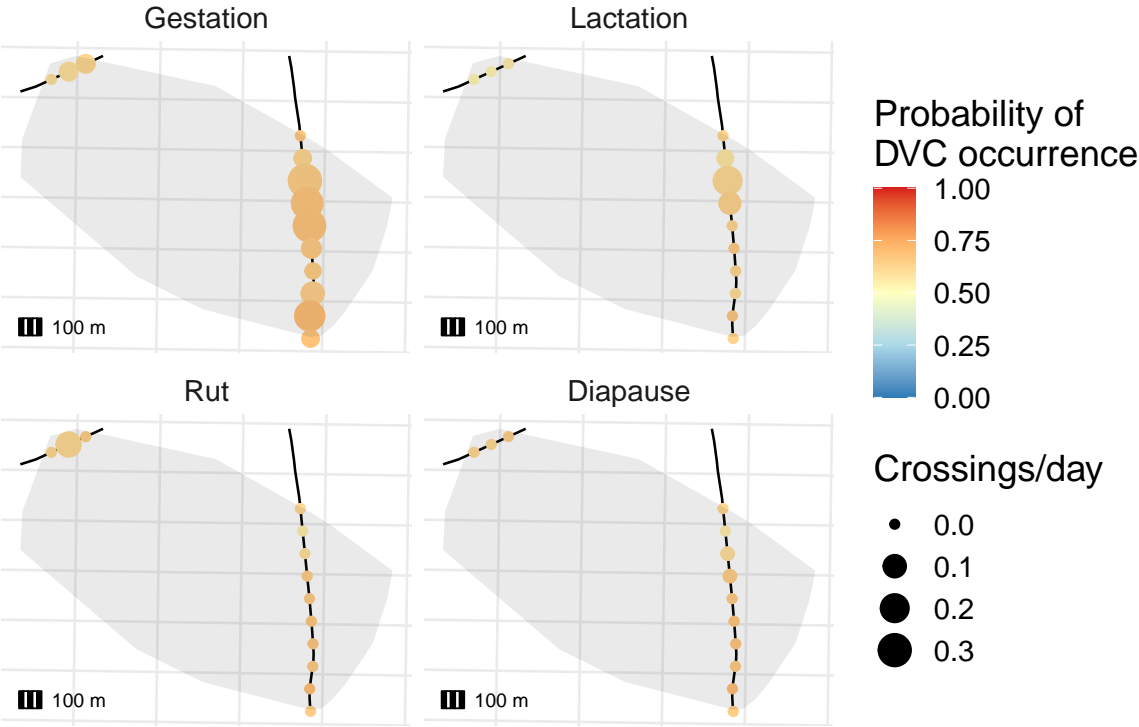 Gestation
Lactation
100 m
100 m
Rut
Diapause
100 m
100 m
Probability of
DVC occurrence
1.00
0.75
0.50
0.25
0.00
Crossings/day
0.0
0.1
0.2
0.3